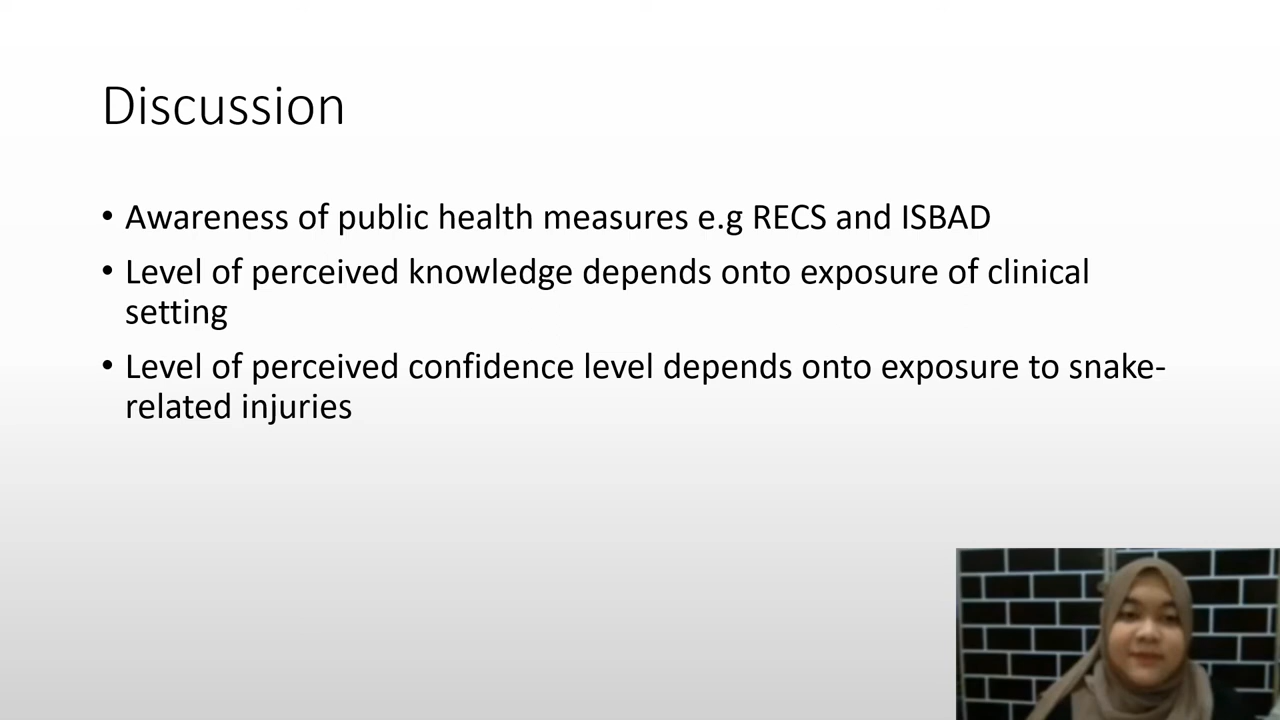 Discussion
• Awareness of public health measures e.g RECS and ISBAD
• Level of perceived knowledge depends onto exposure of clinical
setting
• Level of perceived confidence level depends onto exposure to snake-
related injuries